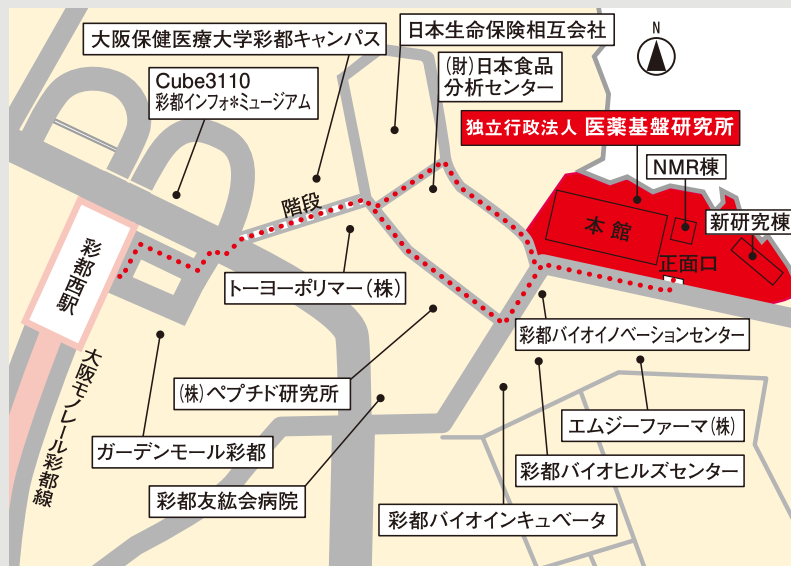 大阪保健医療大学彩都キャンパス
日本生命保険相互会社
N
Cube3110
彩都インフォ＊ミュージアム
(財)日本食品
分析センター
独立行政法人 医薬基盤研究所
NMR棟
階段
本館
新研究棟
正面口
彩都西駅
トーヨーポリマー(株)
彩都バイオイノベーションセンター
大阪モノレール彩都線
(株)ペプチド研究所
エムジーファーマ(株)
ガーデンモール彩都
彩都バイオヒルズセンター
彩都友紘会病院
彩都バイオインキュベータ